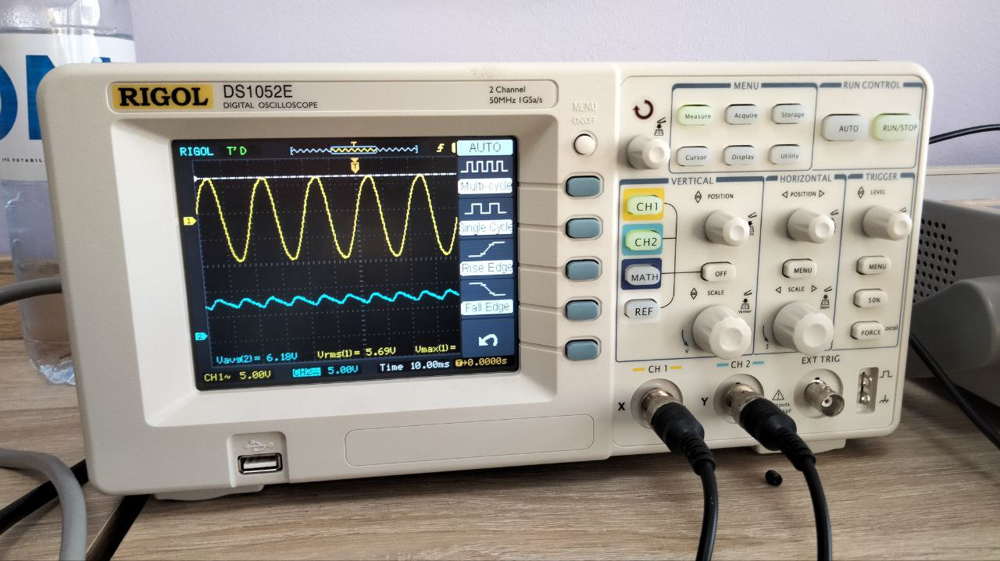 RIGOL DS1052E
DIGITAL OSCILLOSCOPE
2 Channel
50MHz 1GSa/s
MENU
ON/OFF
RIGOL T'D
T
T
AUTO
Multi-cycle
Single Cycle
Rise Edge
Fall Edge
1
2
Vavg(2)= 6.18V Vrms(1)= 5.69V Vmax(1)=
CH1~ 5.00V CH2 5.00V Time 10.00ms T→0.0000s
MENU
Measure Acquire Storage
Cursor Display Utility
RUN CONTROL
AUTO RUN/STOP
VERTICAL
CH1
CH2
MATH
REF
POSITION
OFF
SCALE
Vernier
V
HORIZONTAL
POSITION
MENU
SCALE
Zoom
S
TRIGGER
LEVEL
MENU
50%
FORCE
CH 1
CH 2
EXT TRIG
X
Y